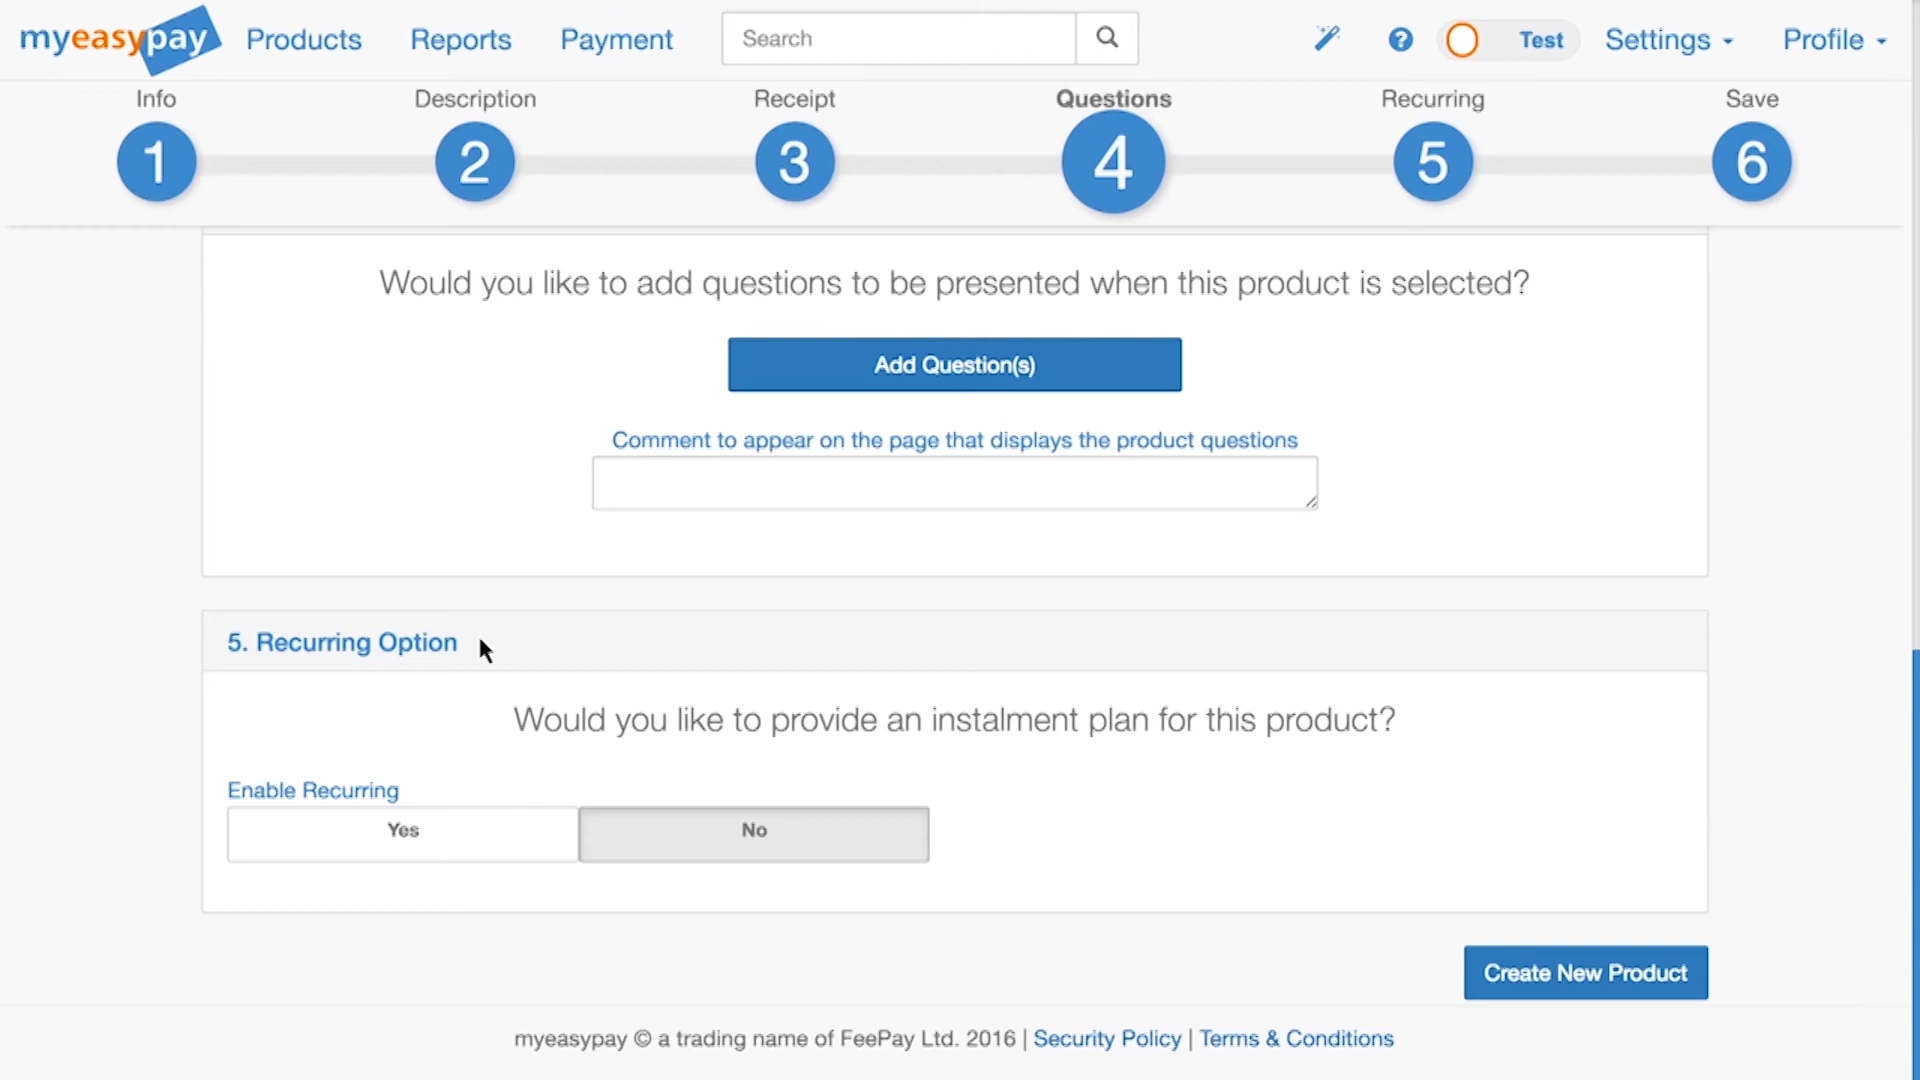 myeasypay Products Reports Payment Search Test Settings Profile
Info Description Receipt Questions Recurring Save
1 2 3 4 5 6
Would you like to add questions to be presented when this product is selected?
Add Question(s)
Comment to appear on the page that displays the product questions
5. Recurring Option
Would you like to provide an instalment plan for this product?
Enable Recurring
Yes No
Create New Product
myeasypay © a trading name of FeePay Ltd. 2016 | Security Policy | Terms & Conditions